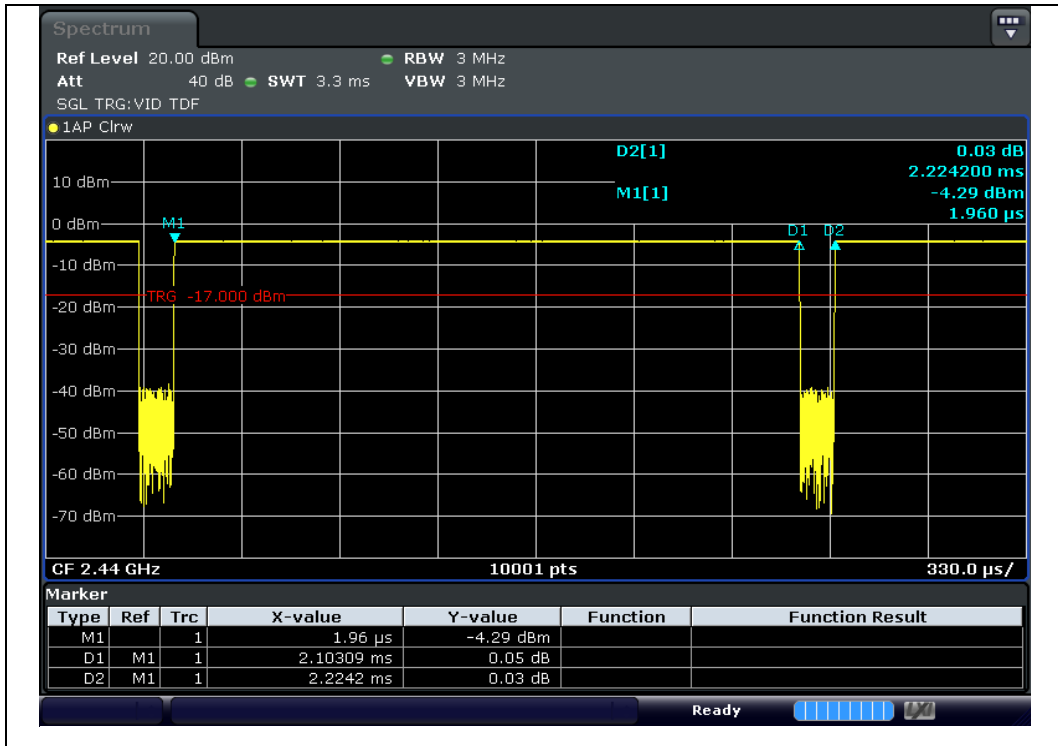 Spectrum
Ref Level 20.00 dBm RBW 3 MHz
Att 40 dB SWT 3.3 ms VBW 3 MHz
SGL TRG:VID TDF
1AP Clrw
D2[1] 0.03 dB
2.224200 ms
10 dBm
M1[1] -4.29 dBm
1.960 µs
0 dBm
M1
D1 D2
-10 dBm
TRG -17.000 dBm
-20 dBm
-30 dBm
-40 dBm
-50 dBm
-60 dBm
-70 dBm
CF 2.44 GHz 10001 pts 330.0 µs/
Marker
Type Ref Trc X-value Y-value Function Function Result
M1 1 1.96 µs -4.29 dBm
D1 M1 1 2.10309 ms 0.05 dB
D2 M1 1 2.2242 ms 0.03 dB
Ready LXI